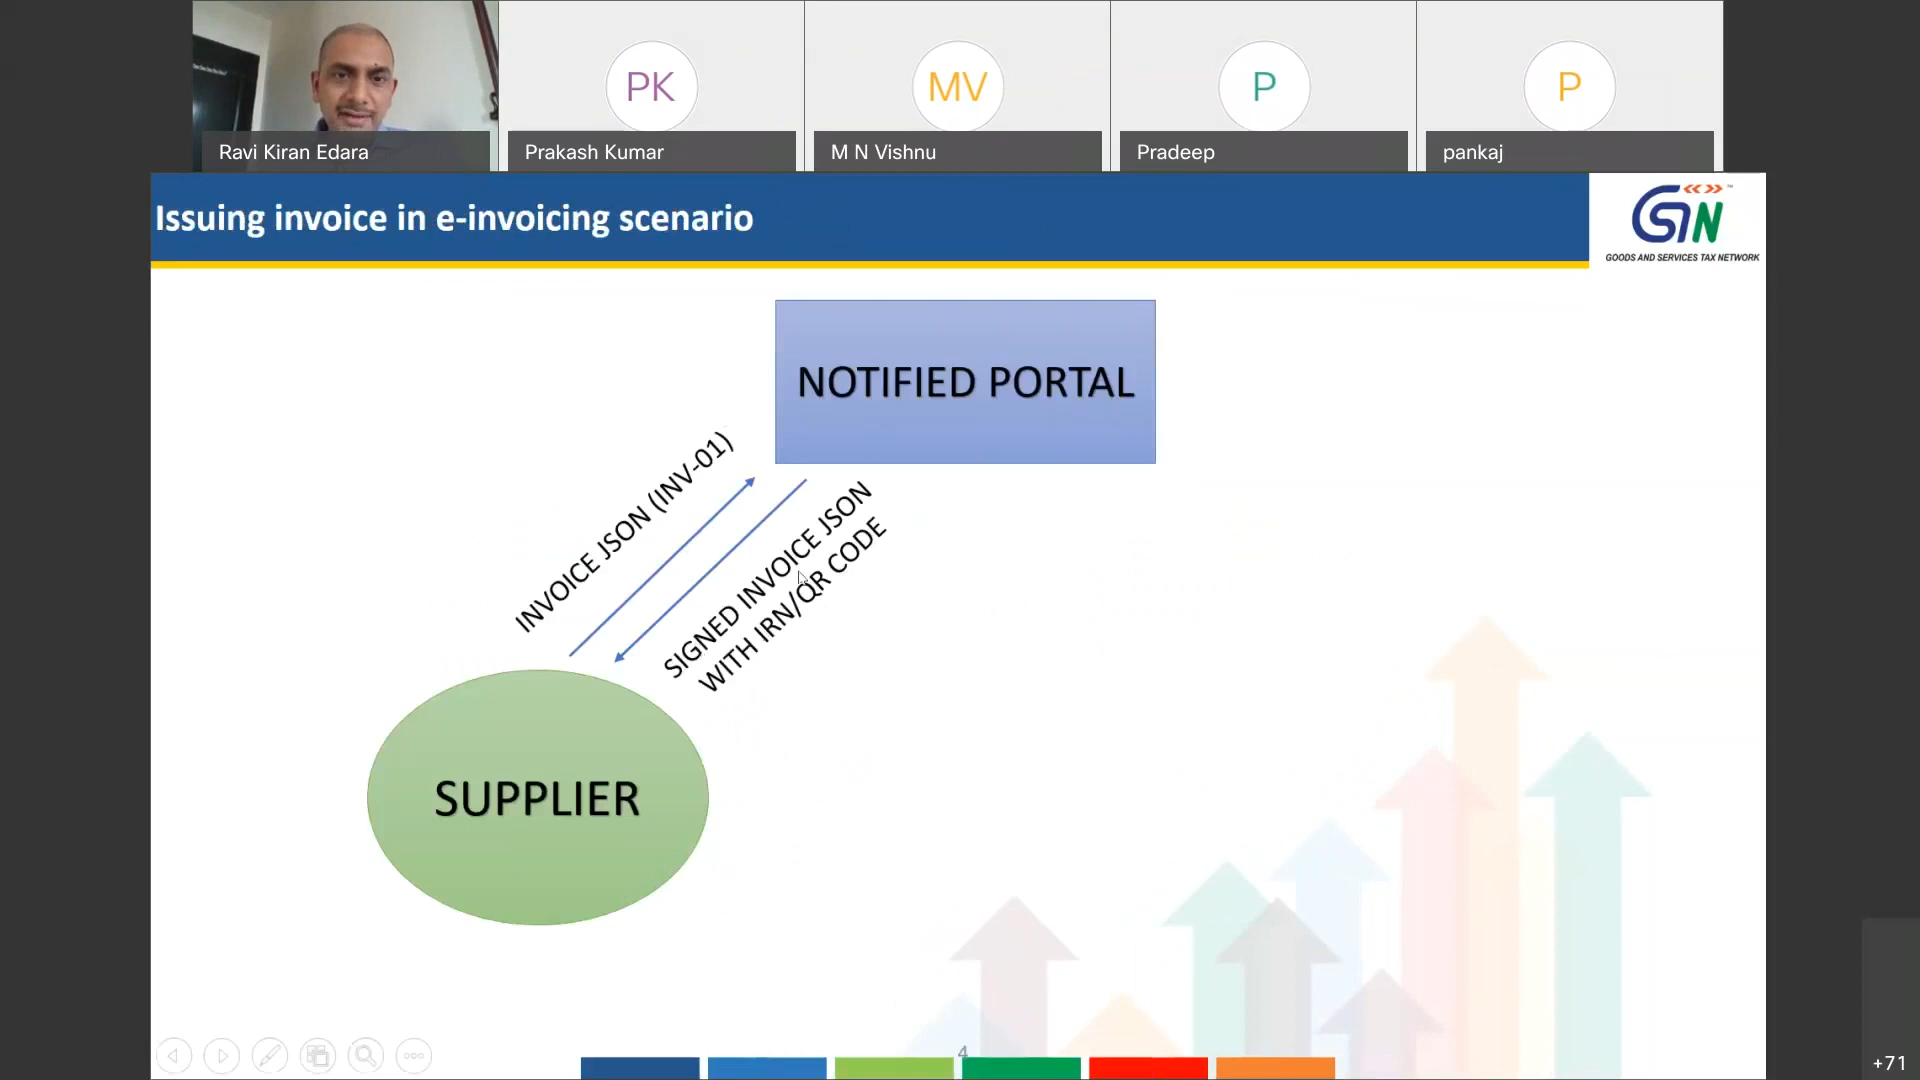 PK
MV
P
P
Ravi Kiran Edara
Prakash Kumar
M N Vishnu
Pradeep
pankaj
Issuing invoice in e-invoicing scenario
GSTN
TM
GOODS AND SERVICES TAX NETWORK
NOTIFIED PORTAL
INVOICE JSON (INV-01)
SIGNED INVOICE JSON
WITH IRN/QR CODE
SUPPLIER
4
+71